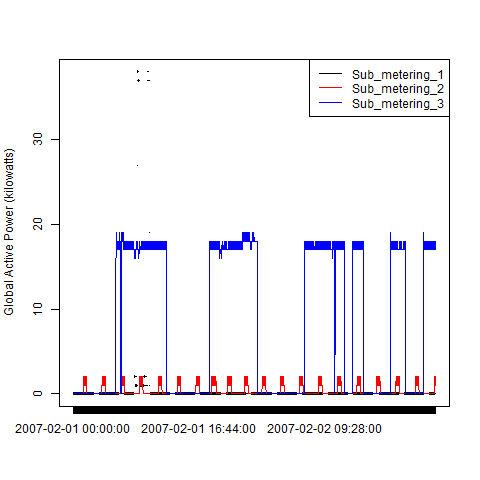 Sub_metering_1
Sub_metering_2
Sub_metering_3
Global Active Power (kilowatts)
30
20
10
0
2007-02-01 00:00:00 2007-02-01 16:44:00 2007-02-02 09:28:00